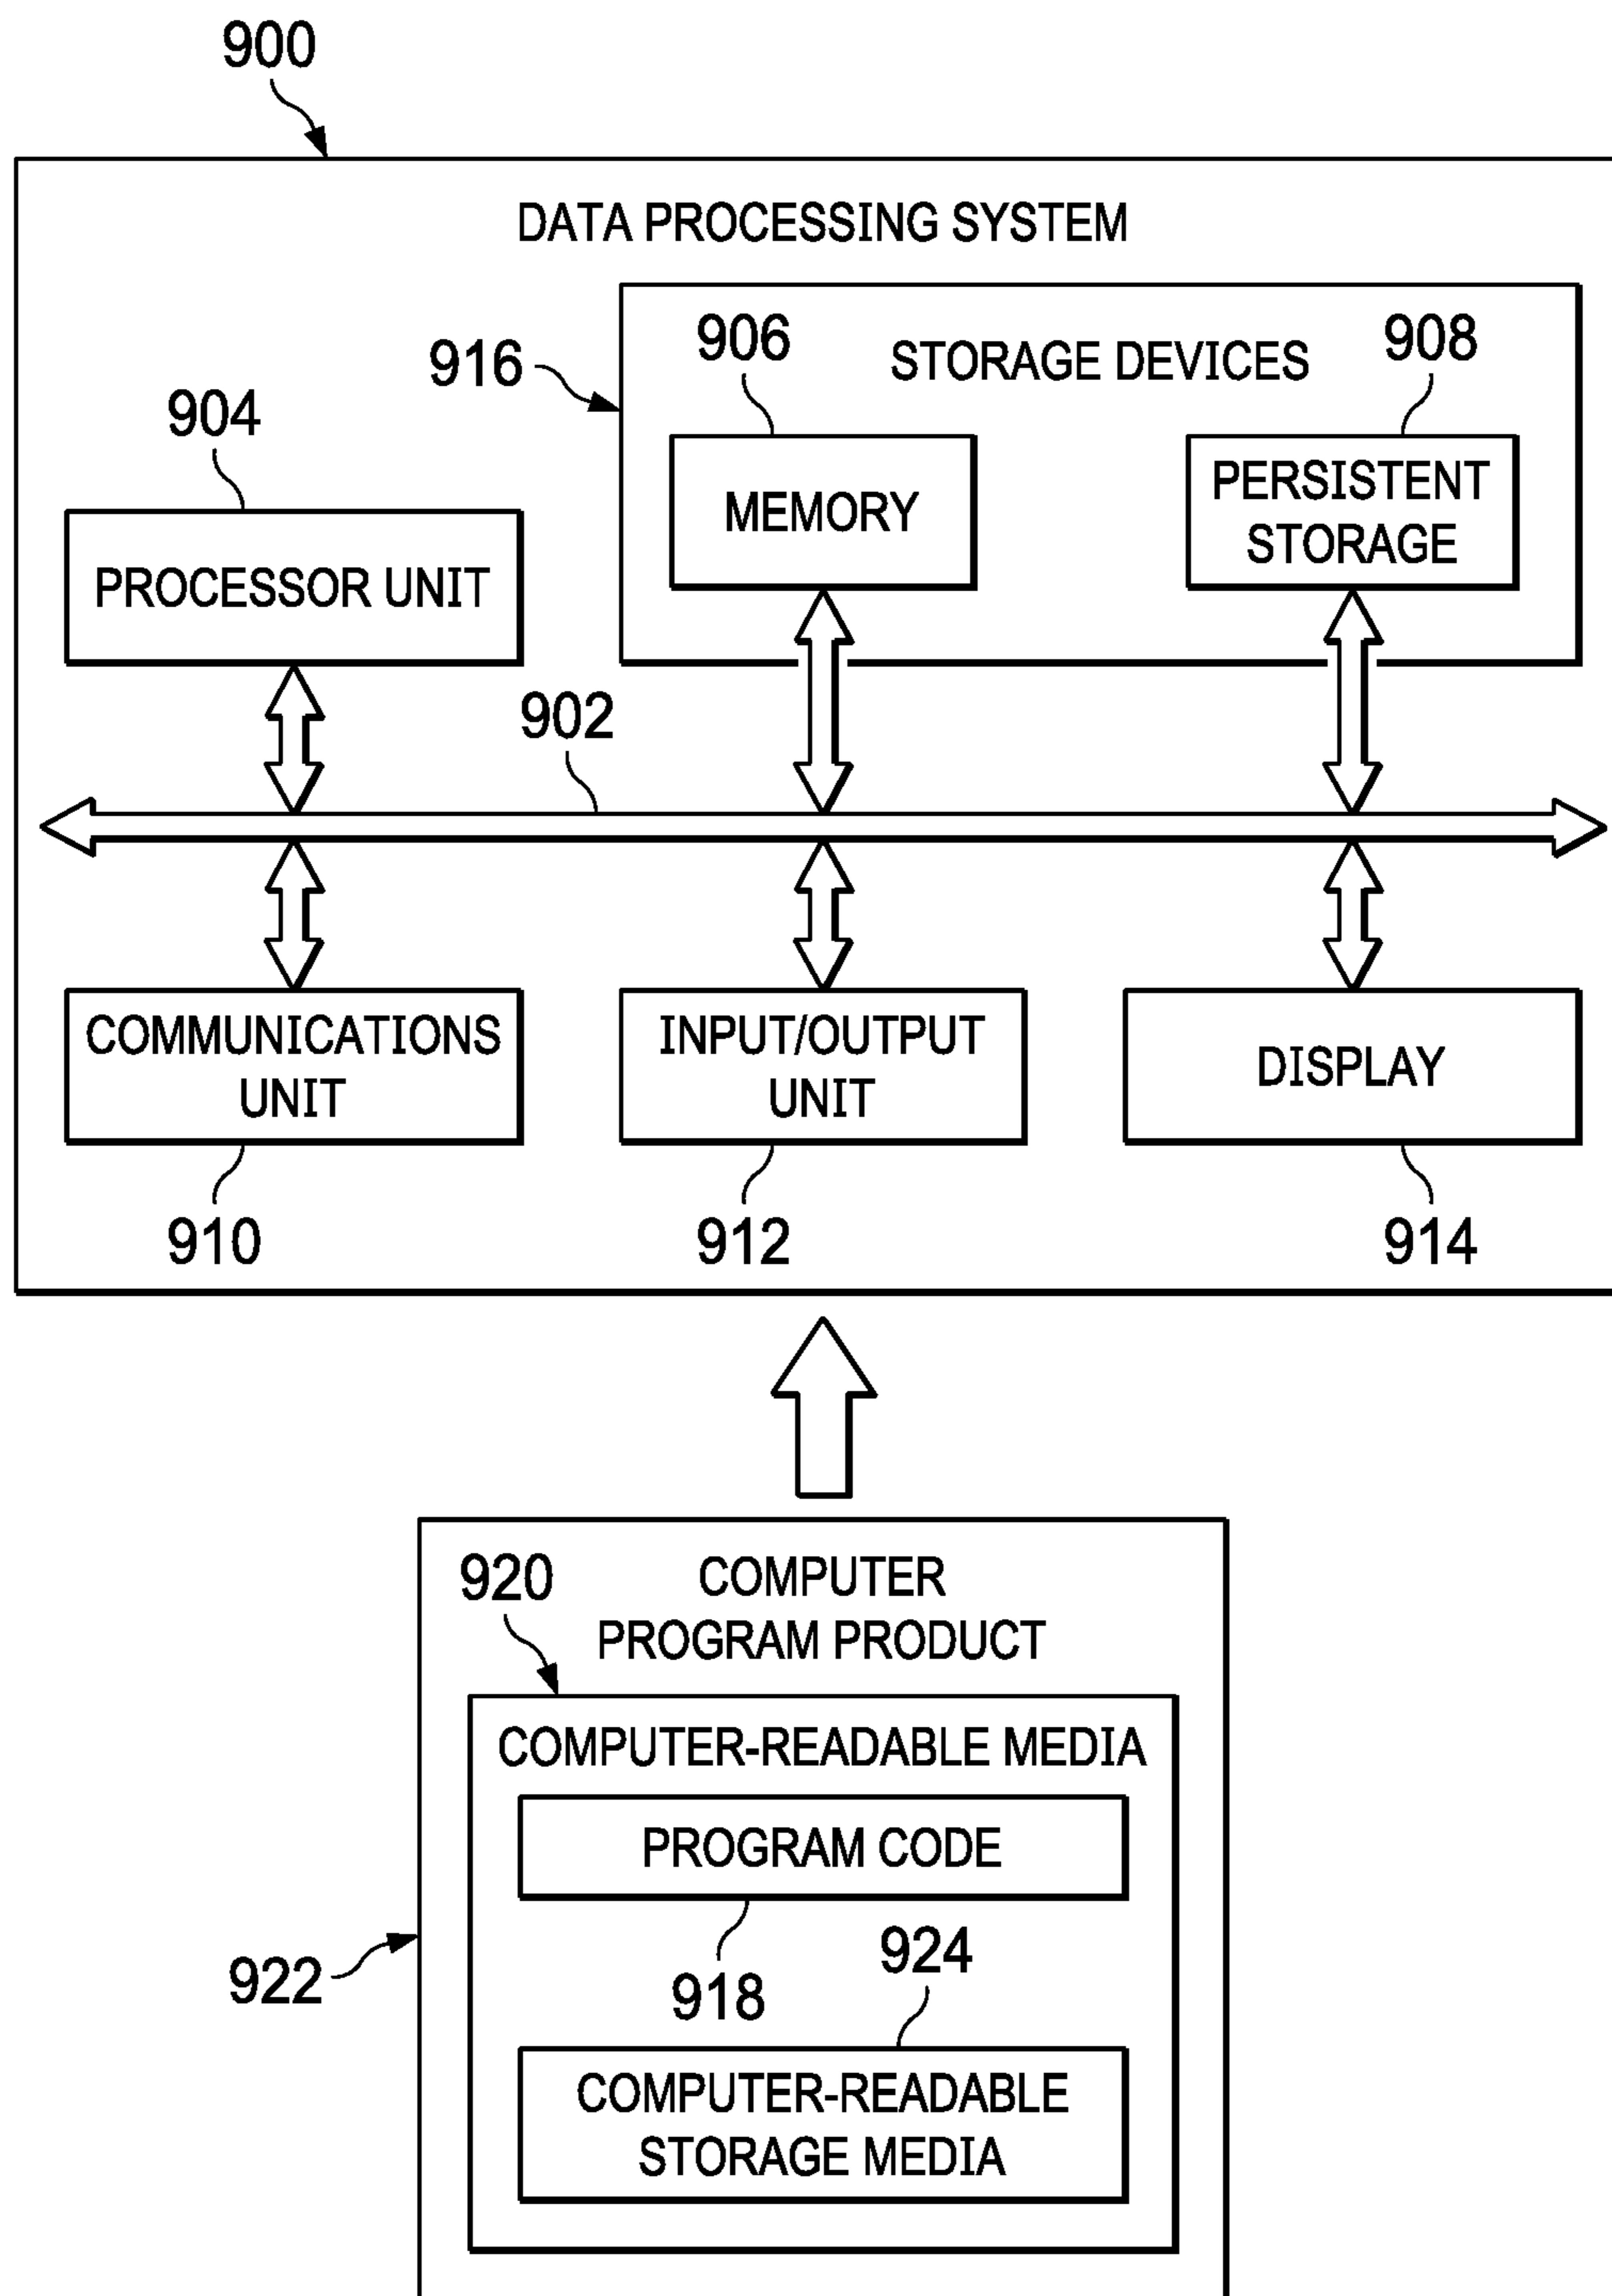 900
DATA PROCESSING SYSTEM
916
906
STORAGE DEVICES
908
904
MEMORY
PERSISTENT
STORAGE
PROCESSOR UNIT
902
COMMUNICATIONS
UNIT
INPUT/OUTPUT
UNIT
DISPLAY
910
912
914
920
COMPUTER
PROGRAM PRODUCT
COMPUTER-READABLE MEDIA
PROGRAM CODE
922
918
924
COMPUTER-READABLE
STORAGE MEDIA